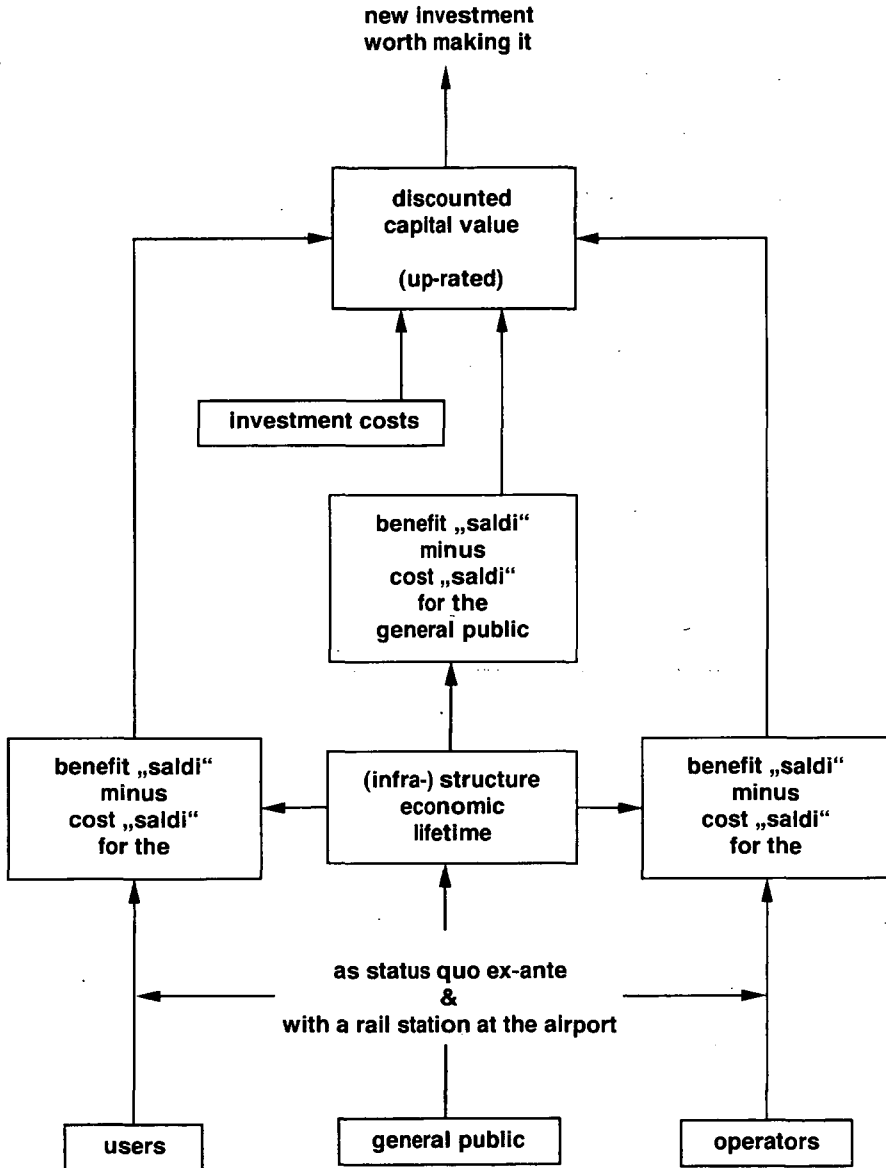 new investment
worth making it
discounted
capital value
(up-rated)
investment costs
benefit „saldi“
minus
cost „saldi“
for the
general public
benefit „saldi“
minus
cost „saldi“
for the
(infra-) structure
economic
lifetime
benefit „saldi“
minus
cost „saldi“
for the
as status quo ex-ante
&
with a rail station at the airport
users
general public
operators